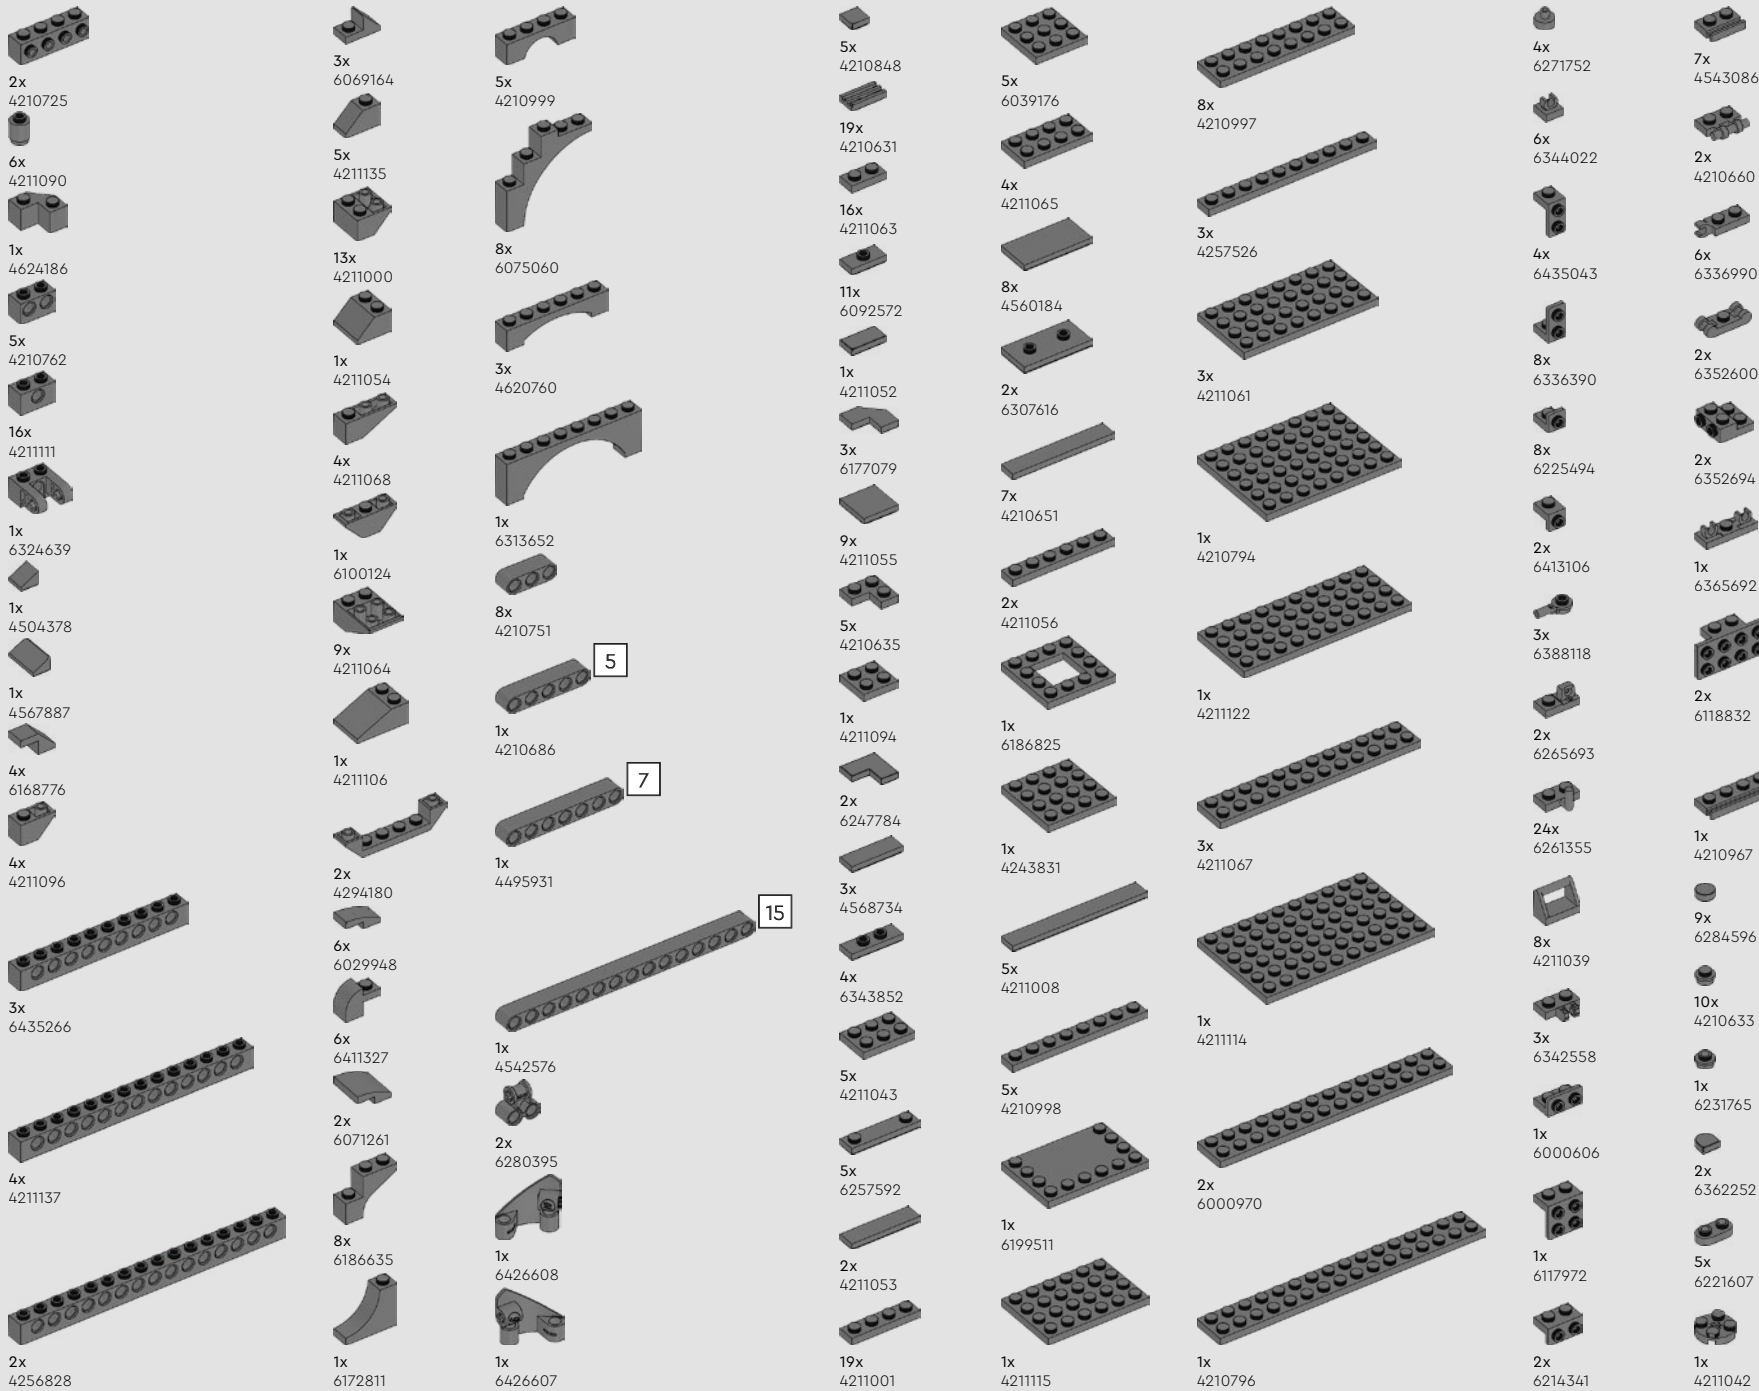 2x
4210725
6x
4211090
1x
4624186
5x
4210762
16x
4211111
1x
6324639
1x
4504378
1x
4567887
4x
6168776
4x
4211096
3x
6435266
4x
4211137
2x
4256828
3x
6069164
5x
4211135
13x
4211000
1x
4211054
4x
4211068
1x
6100124
9x
4211064
1x
4211106
2x
4294180
6x
6029948
6x
6411327
2x
6071261
8x
6186635
1x
6172811
5x
4210999
8x
6075060
3x
4620760
1x
6313652
8x
4210751
5
1x
4210686
7
1x
4495931
15
1x
4542576
2x
6280395
1x
6426608
1x
6426607
5x
4210848
19x
4210631
16x
4211063
11x
6092572
1x
4211052
3x
6177079
9x
4211055
5x
4210635
1x
4211094
2x
6247784
3x
4568734
4x
6343852
5x
4211043
5x
6257592
2x
4211053
19x
4211001
5x
6039176
4x
4211065
8x
4560184
2x
6307616
7x
4210651
2x
4211056
1x
6186825
1x
4243831
5x
4211008
5x
4210998
1x
6199511
1x
4211115
8x
4210997
3x
4257526
3x
4211061
1x
4210794
1x
4211122
3x
4211067
1x
4211114
2x
6000970
1x
4210796
4x
6271752
6x
6344022
4x
6435043
8x
6336390
8x
6225494
2x
6413106
3x
6388118
2x
6265693
24x
6261355
8x
4211039
3x
6342558
1x
6000606
1x
6117972
2x
6214341
7x
4543086
2x
4210660
6x
6336990
2x
6352600
2x
6352694
1x
6365692
2x
6118832
1x
4210967
9x
6284596
10x
4210633
1x
6231765
2x
6362252
5x
6221607
1x
4211042